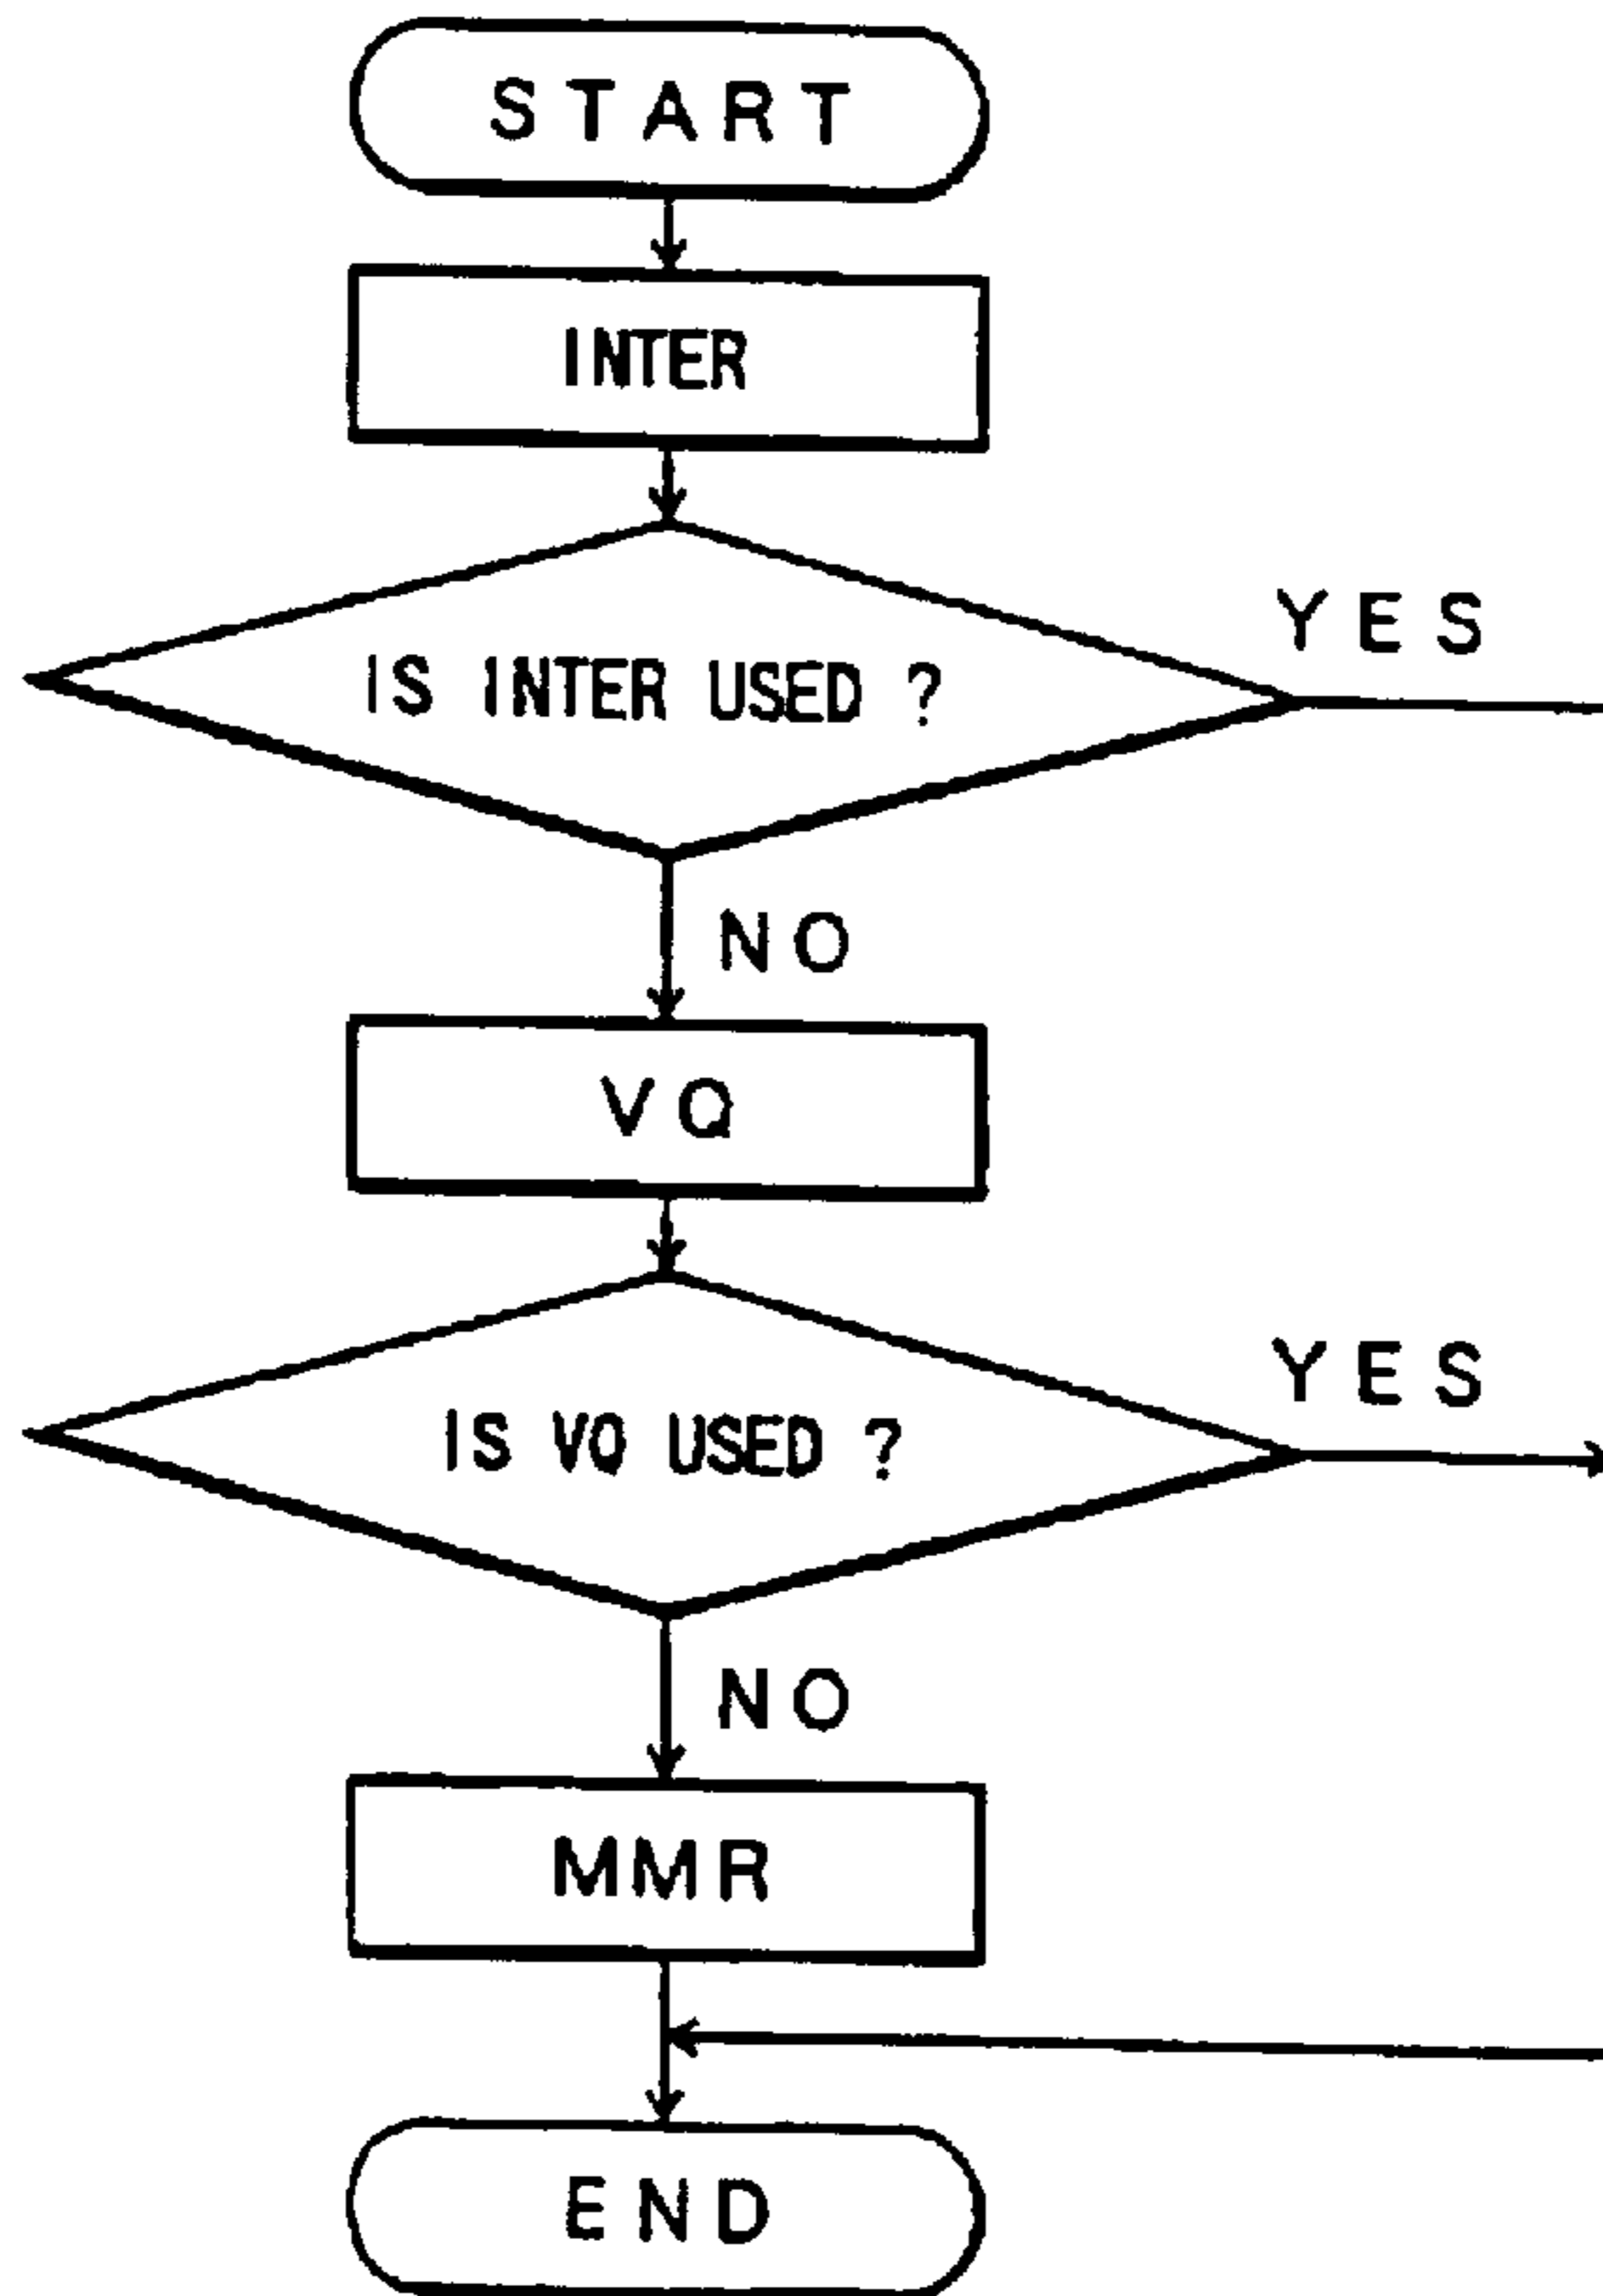 START
INTER
YES
IS INTER USED ?
NO
VQ
YES
IS VQ USED ?
NO
MMR
END